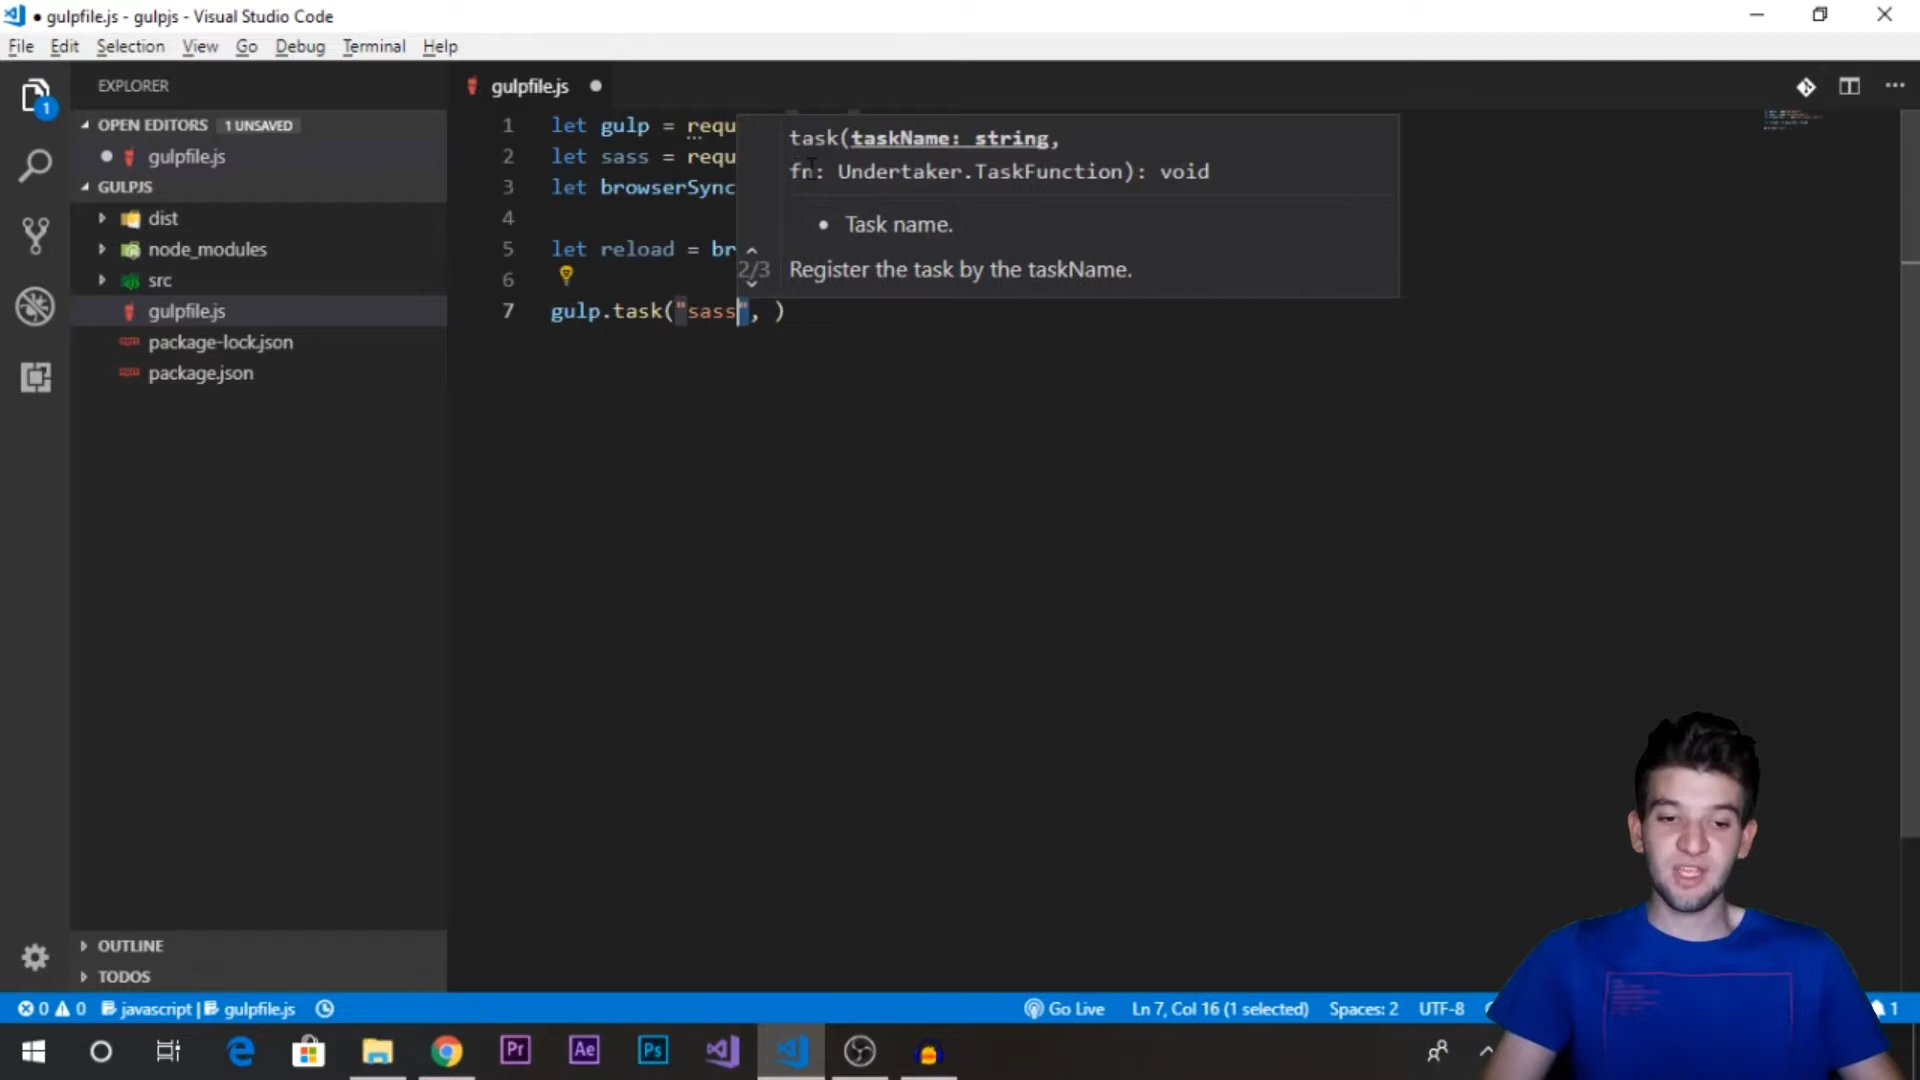 ● gulpfile.js - gulpjs - Visual Studio Code
File Edit Selection View Go Debug Terminal Help
1
EXPLORER
OPEN EDITORS 1 UNSAVED
gulpfile.js
GULPJS
dist
node_modules
src
gulpfile.js
package-lock.json
package.json
OUTLINE
TODOS
gulpfile.js
1 let gulp = requ
2 let sass = requ
3 let browserSync
4
5 let reload = br
6
7 gulp.task("sass", )
task(taskName: string,
fn: Undertaker.TaskFunction): void
• Task name.
2/3
Register the task by the taskName.
0 0 javascript | gulpfile.js Go Live Ln 7, Col 16 (1 selected) Spaces: 2 UTF-8 1
Pr Ae Ps